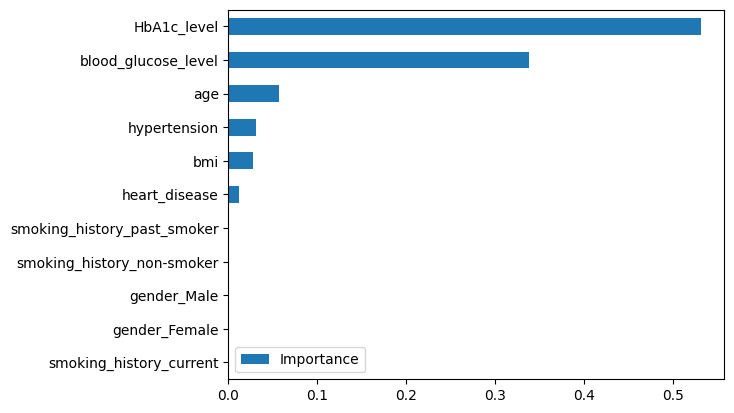 HbA1c_level
blood_glucose_level
age
hypertension
bmi
heart_disease
smoking_history_past_smoker
smoking_history_non-smoker
gender_Male
gender_Female
smoking_history_current
Importance
0.0 0.1 0.2 0.3 0.4 0.5